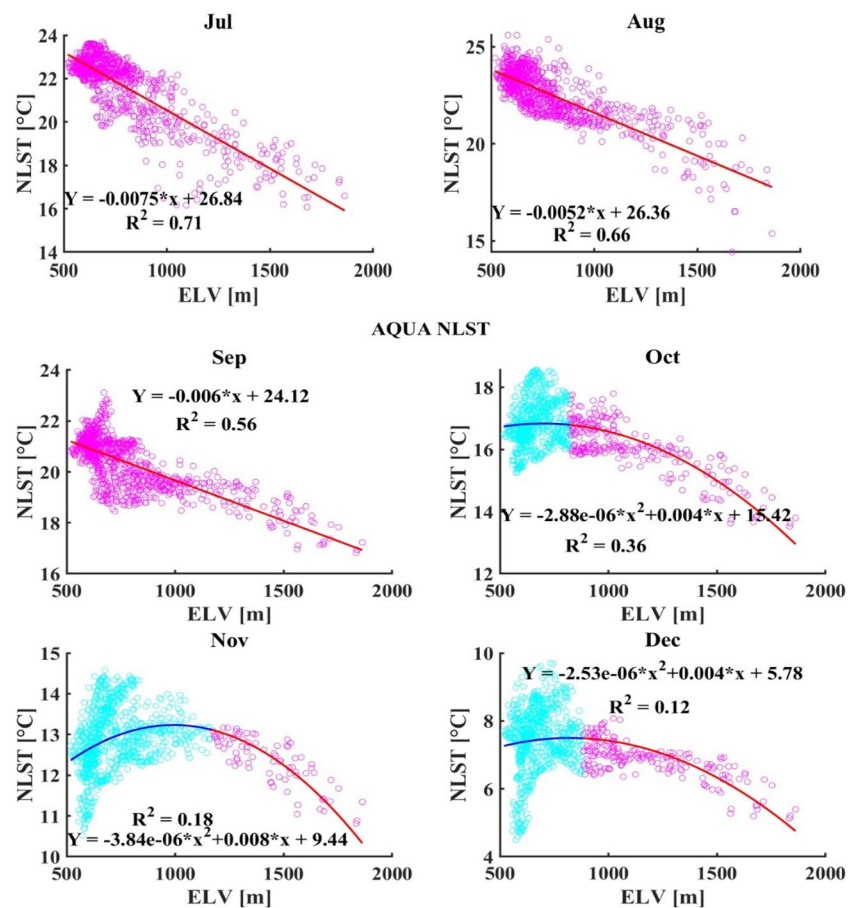 Jul
24
22
20
18
16
14
NLST [°C]
Y = -0.0075*x + 26.84
R² = 0.71
500 1000 1500 2000
ELV [m]
Aug
25
20
15
NLST [°C]
Y = -0.0052*x + 26.36
R² = 0.66
500 1000 1500 2000
ELV [m]
AQUA NLST
Sep
24
22
20
18
16
NLST [°C]
Y = -0.006*x + 24.12
R² = 0.56
500 1000 1500 2000
ELV [m]
Oct
18
16
14
12
NLST [°C]
Y = -2.88e-06*x²+0.004*x + 15.42
R² = 0.36
500 1000 1500 2000
ELV [m]
Nov
15
14
13
12
11
10
NLST [°C]
R² = 0.18
Y = -3.84e-06*x²+0.008*x + 9.44
500 1000 1500 2000
ELV [m]
Dec
10
8
6
4
NLST [°C]
Y = -2.53e-06*x²+0.004*x + 5.78
R² = 0.12
500 1000 1500 2000
ELV [m]